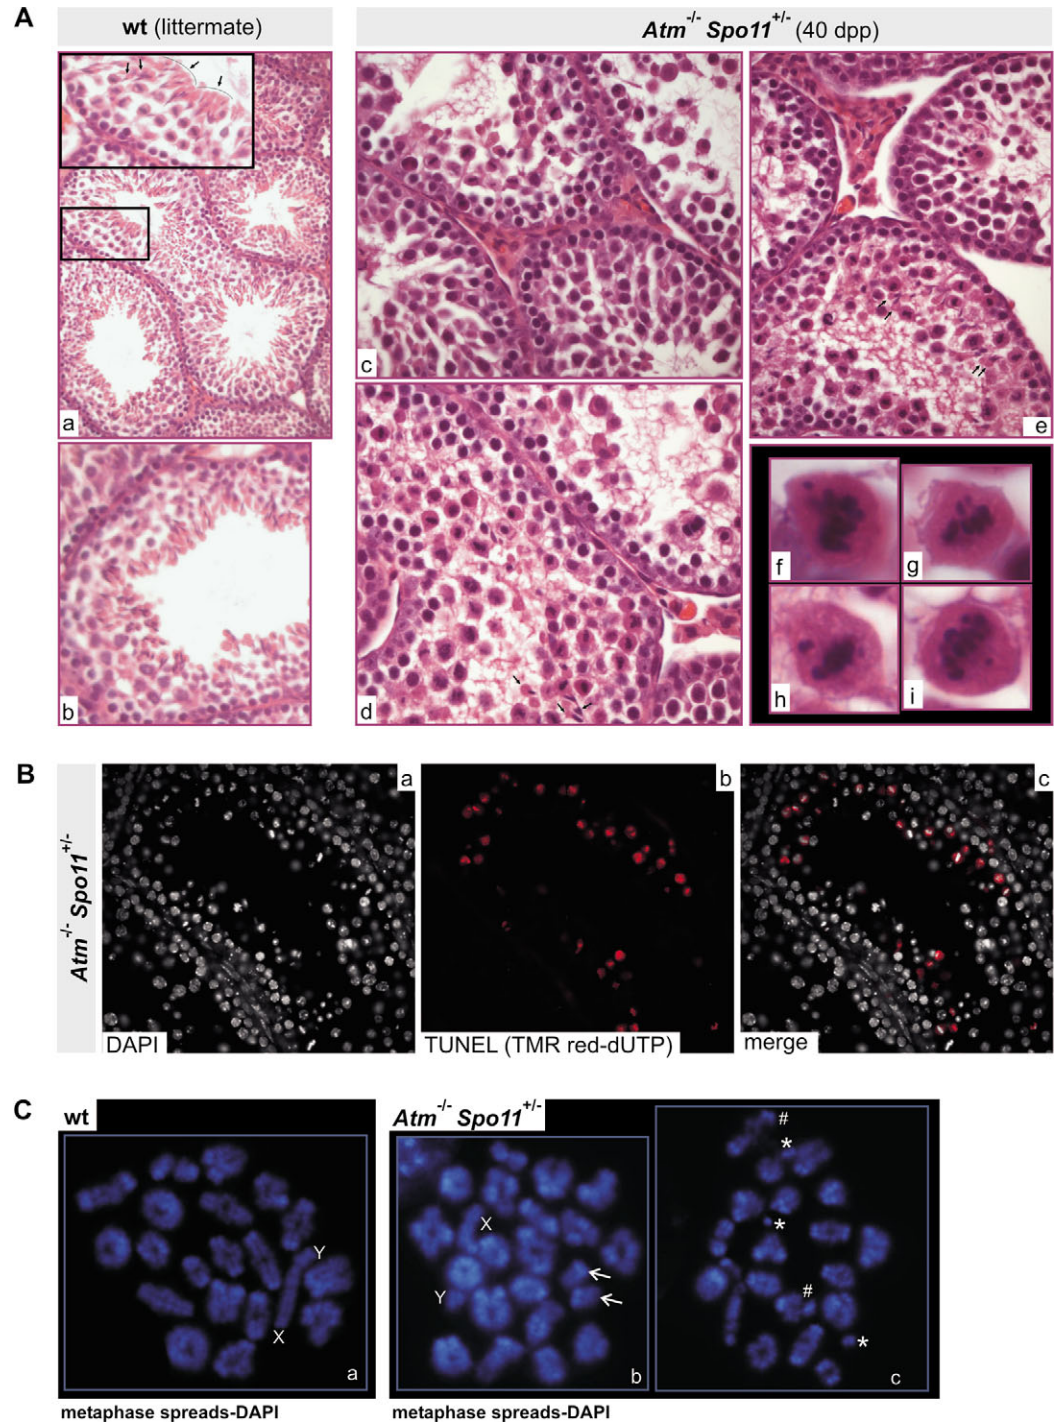 A
wt (littermate)
Atm-/- Spo11+/- (40 dpp)
a
b
c
d
e
f
g
h
i
B
Atm-/- Spo11+/-
a
DAPI
b
TUNEL (TMR red-dUTP)
c
merge
C
wt
Atm-/- Spo11+/-
Y
X
a
X
Y
b
#
*
*
#
*
c
metaphase spreads-DAPI
metaphase spreads-DAPI